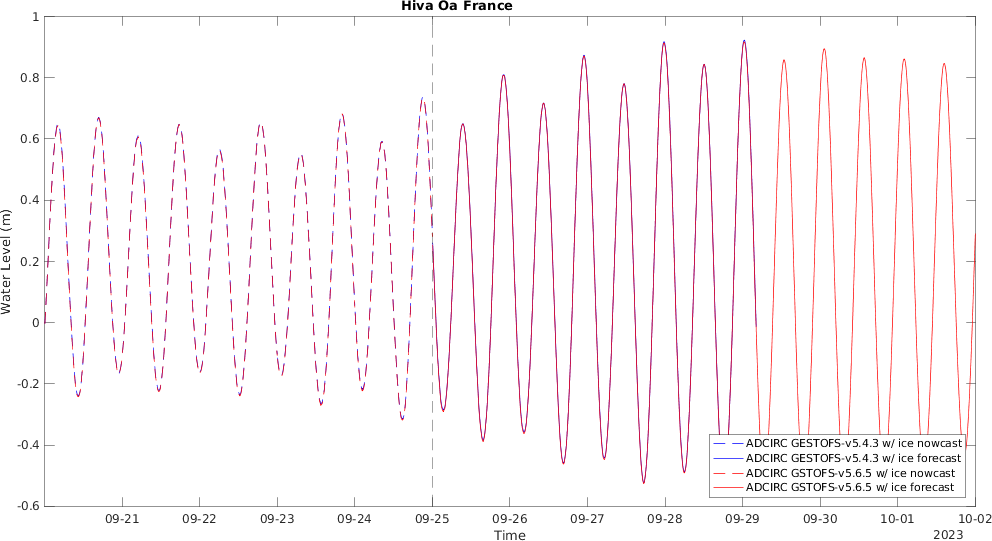 Hiva Oa France
1
0.8
0.6
0.4
0.2
0
-0.2
-0.4
-0.6
Water Level (m)
ADCIRC GESTOFS-v5.4.3 w/ ice nowcast
ADCIRC GESTOFS-v5.4.3 w/ ice forecast
ADCIRC GSTOFS-v5.6.5 w/ ice nowcast
ADCIRC GSTOFS-v5.6.5 w/ ice forecast
09-21 09-22 09-23 09-24 09-25 09-26 09-27 09-28 09-29 09-30 10-01 10-02
Time 2023